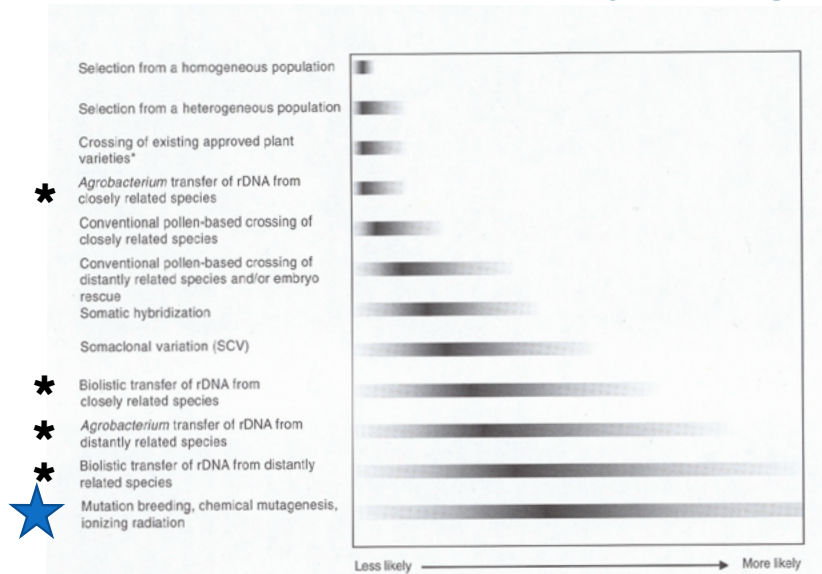 Selection from a homogeneous population
Selection from a heterogeneous population
Crossing of existing approved plant
varieties*
* Agrobacterium transfer of rDNA from
closely related species
Conventional pollen-based crossing of
closely related species
Conventional pollen-based crossing of
distantly related species and/or embryo
rescue
Somatic hybridization
Somaclonal variation (SCV)
* Biolistic transfer of rDNA from
closely related species
* Agrobacterium transfer of rDNA from
distantly related species
* Biolistic transfer of rDNA from distantly
related species
Mutation breeding, chemical mutagenesis,
ionizing radiation
Less likely More likely